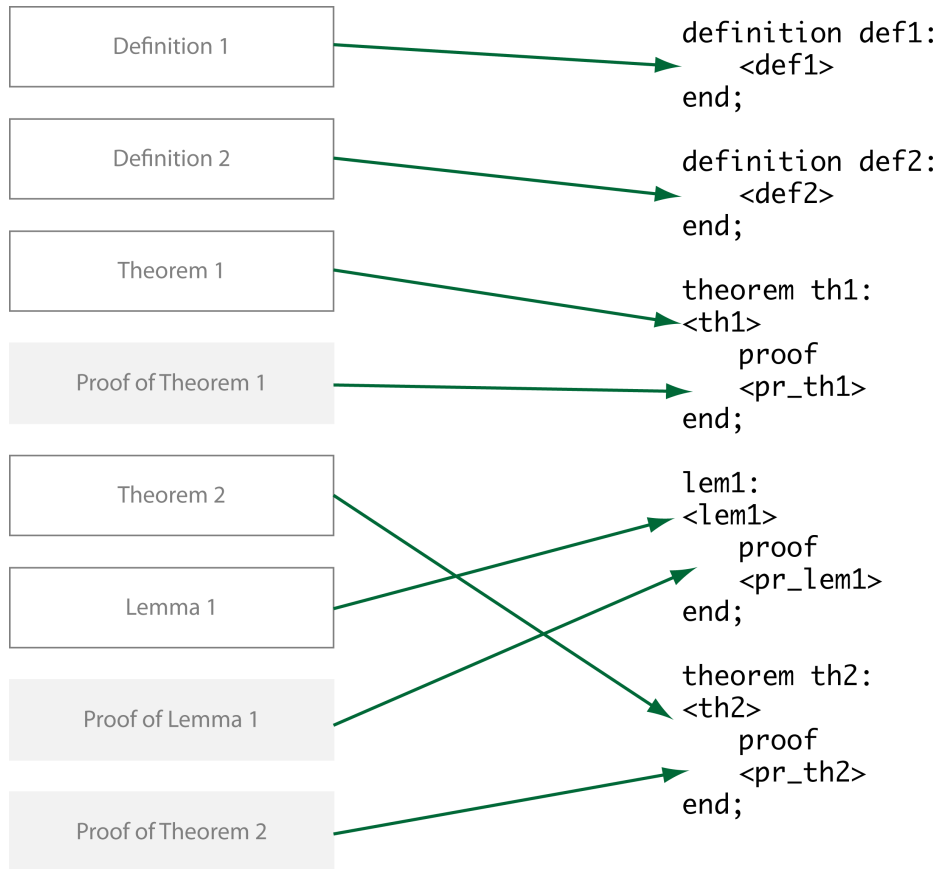 Definition 1
Definition 2
Theorem 1
Proof of Theorem 1
Theorem 2
Lemma 1
Proof of Lemma 1
Proof of Theorem 2
definition def1:
<def1>
end;
definition def2:
<def2>
end;
theorem th1:
<th1>
proof
<pr_th1>
end;
lem1:
<lem1>
proof
<pr_lem1>
end;
theorem th2:
<th2>
proof
<pr_th2>
end;